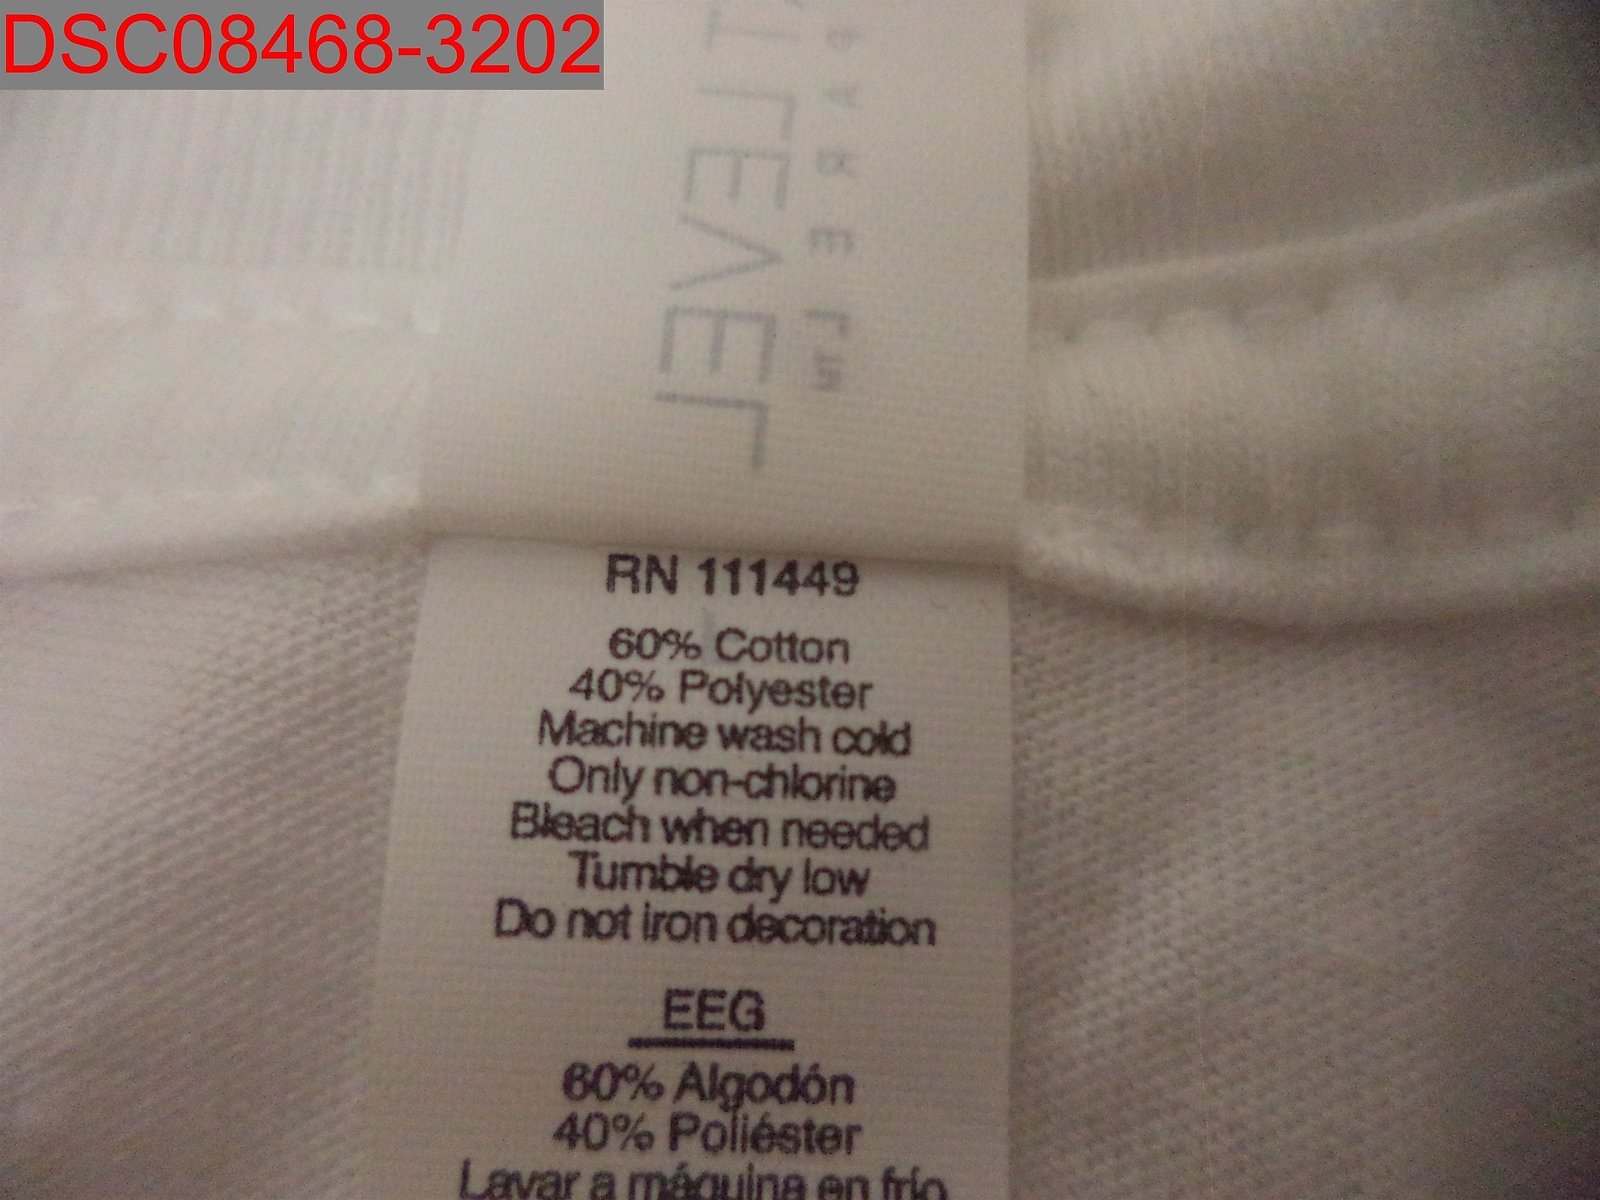 DSC08468-3202
RN 111449
60% Cotton
40% Polyester
Machine wash cold
Only non-chlorine
Bleach when needed
Tumble dry low
Do not iron decoration
EEG
60% Algodón
40% Poliéster
Lavar a máquina en frío